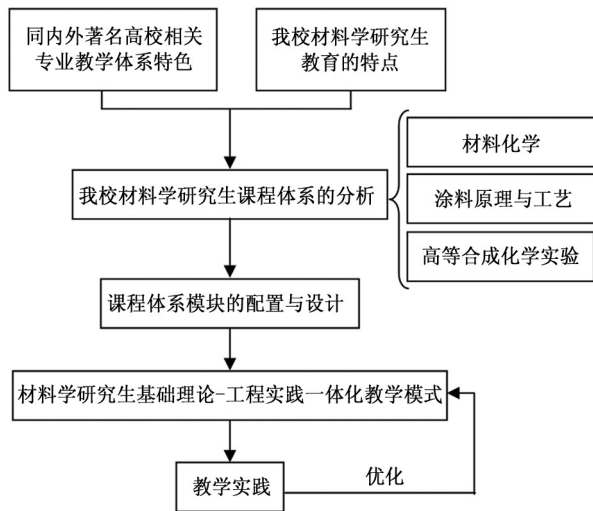 同内外著名高校相关
专业教学体系特色
我校材料学研究生
教育的特点
我校材料学研究生课程体系的分析
材料化学
涂料原理与工艺
高等合成化学实验
课程体系模块的配置与设计
材料学研究生基础理论-工程实践一体化教学模式
教学实践
优化